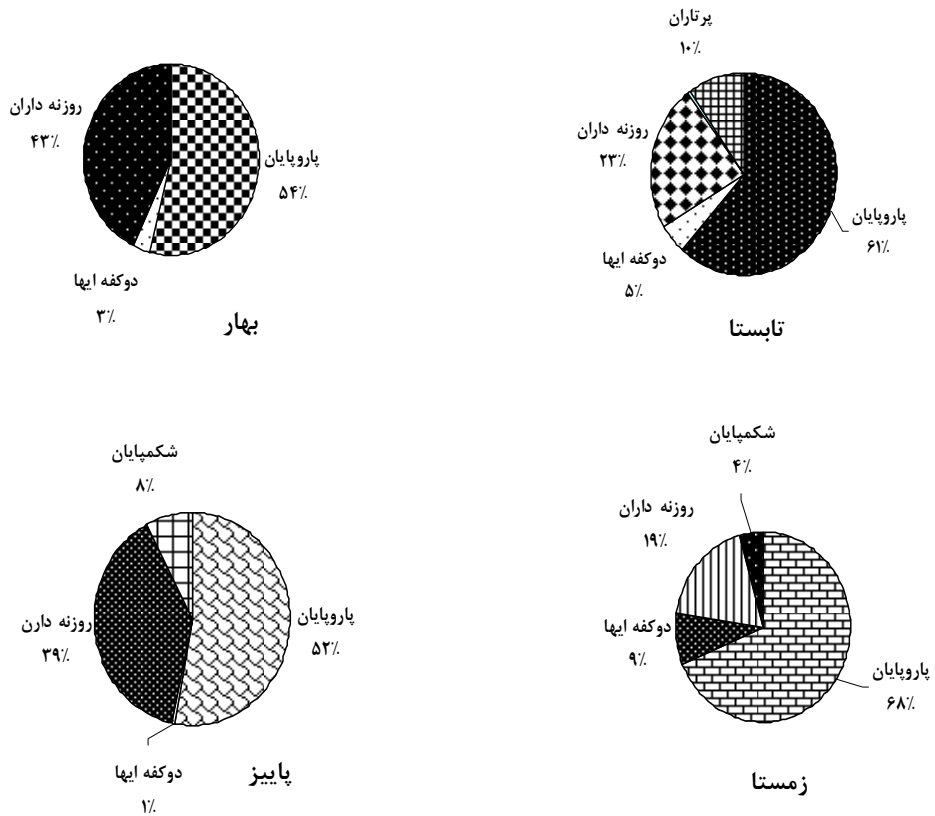 بهار
پاروپایان
۵۴٪
دوکفه ایها
۳٪
روزنه داران
۴۳٪
تابستا
پرتاران
۱۰٪
روزنه داران
۲۳٪
پاروپایان
۶۱٪
دوکفه ایها
۵٪
پاییز
شکمپایان
۸٪
پاروپایان
۵۲٪
روزنه دارن
۳۹٪
دوکفه ایها
۱٪
زمستا
شکمپایان
۴٪
روزنه داران
۱۹٪
دوکفه ایها
۹٪
پاروپایان
۶۸٪